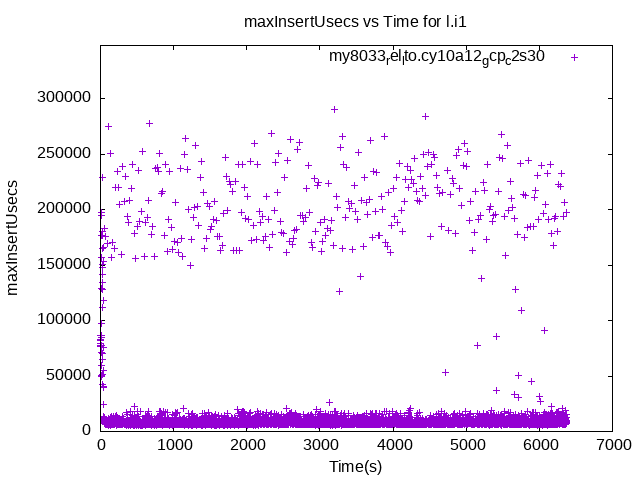 maxInsertUsecs vs Time for l.i1
my8033rellto.cy10a12gcpc2s30
300000
250000
200000
150000
100000
50000
0
maxInsertUsecs
0 1000 2000 3000 4000 5000 6000 7000
Time(s)